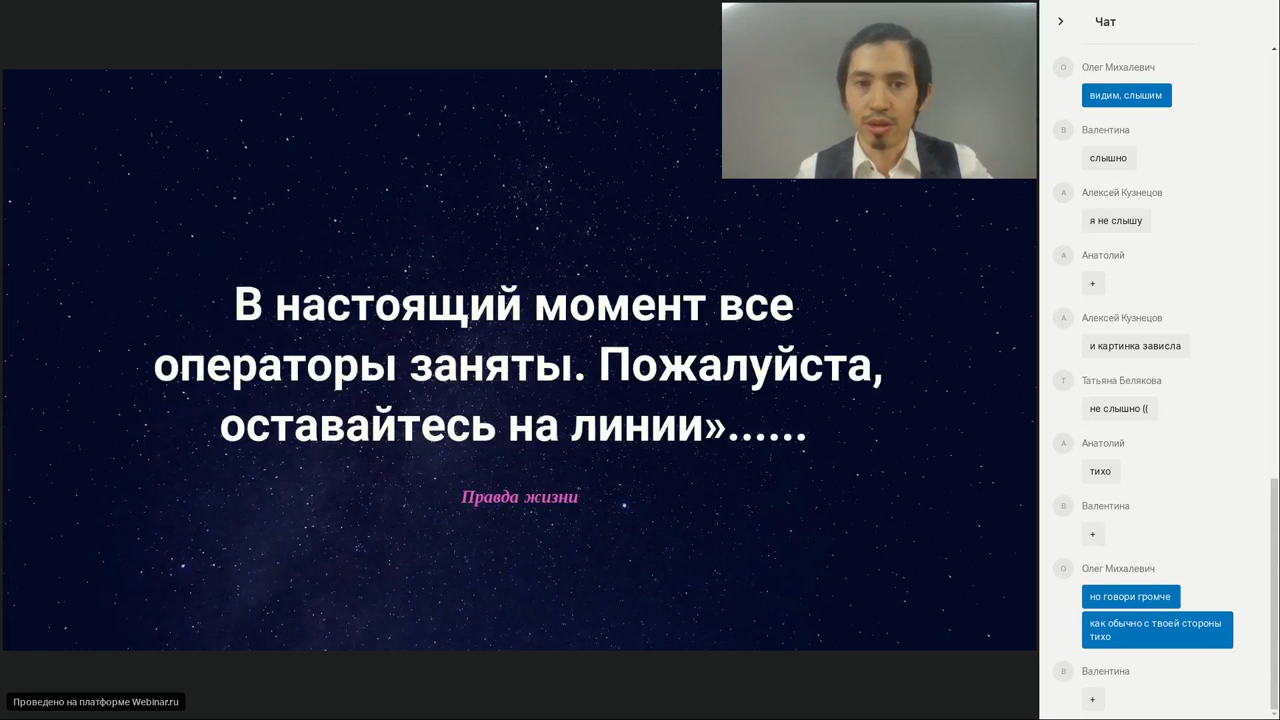 В настоящий момент все
операторы заняты. Пожалуйста,
оставайтесь на линии»......
Правда жизни
Проведено на платформе Webinar.ru
Чат
О
Олег Михалевич
видим, слышим
В
Валентина
слышно
А
Алексей Кузнецов
я не слышу
А
Анатолий
+
А
Алексей Кузнецов
и картинка зависла
Т
Татьяна Белякова
не слышно ((
А
Анатолий
тихо
В
Валентина
+
О
Олег Михалевич
но говори громче
как обычно с твоей стороны
тихо
В
Валентина
+